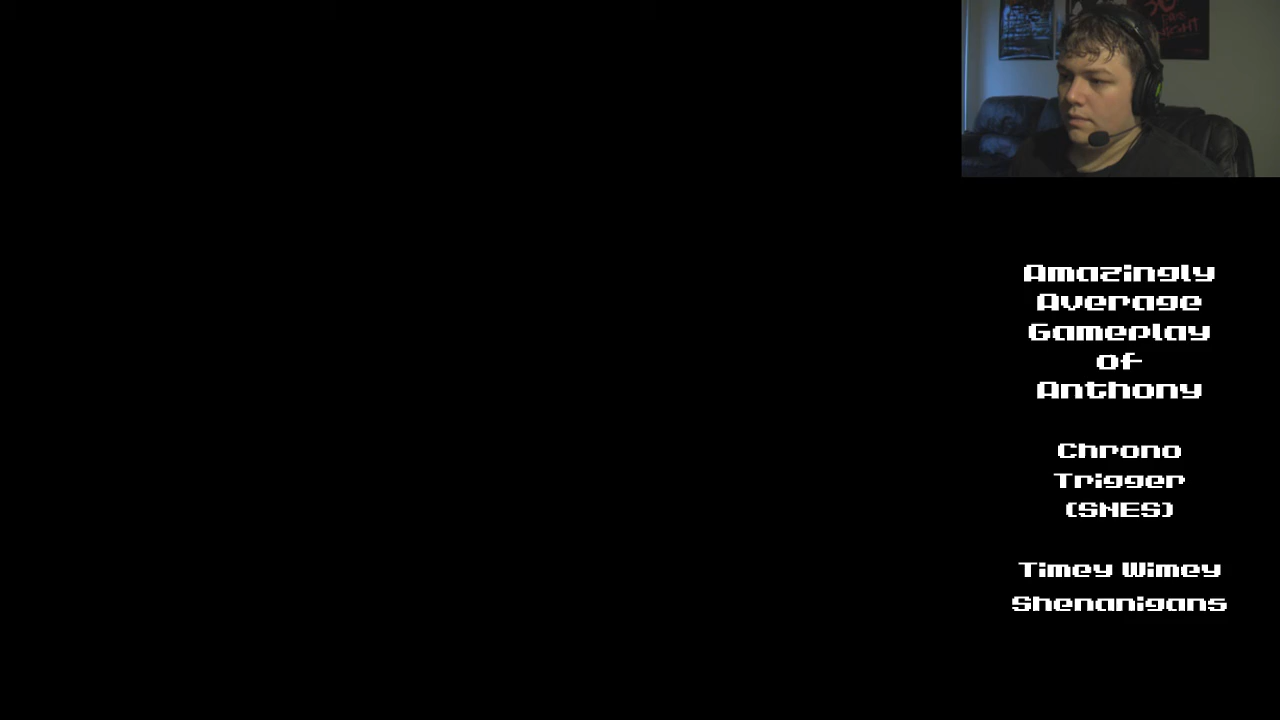 Amazingly
Average
Gameplay
of
Anthony
Chrono
Trigger
(SNES)
Timey Wimey
Shenanigans